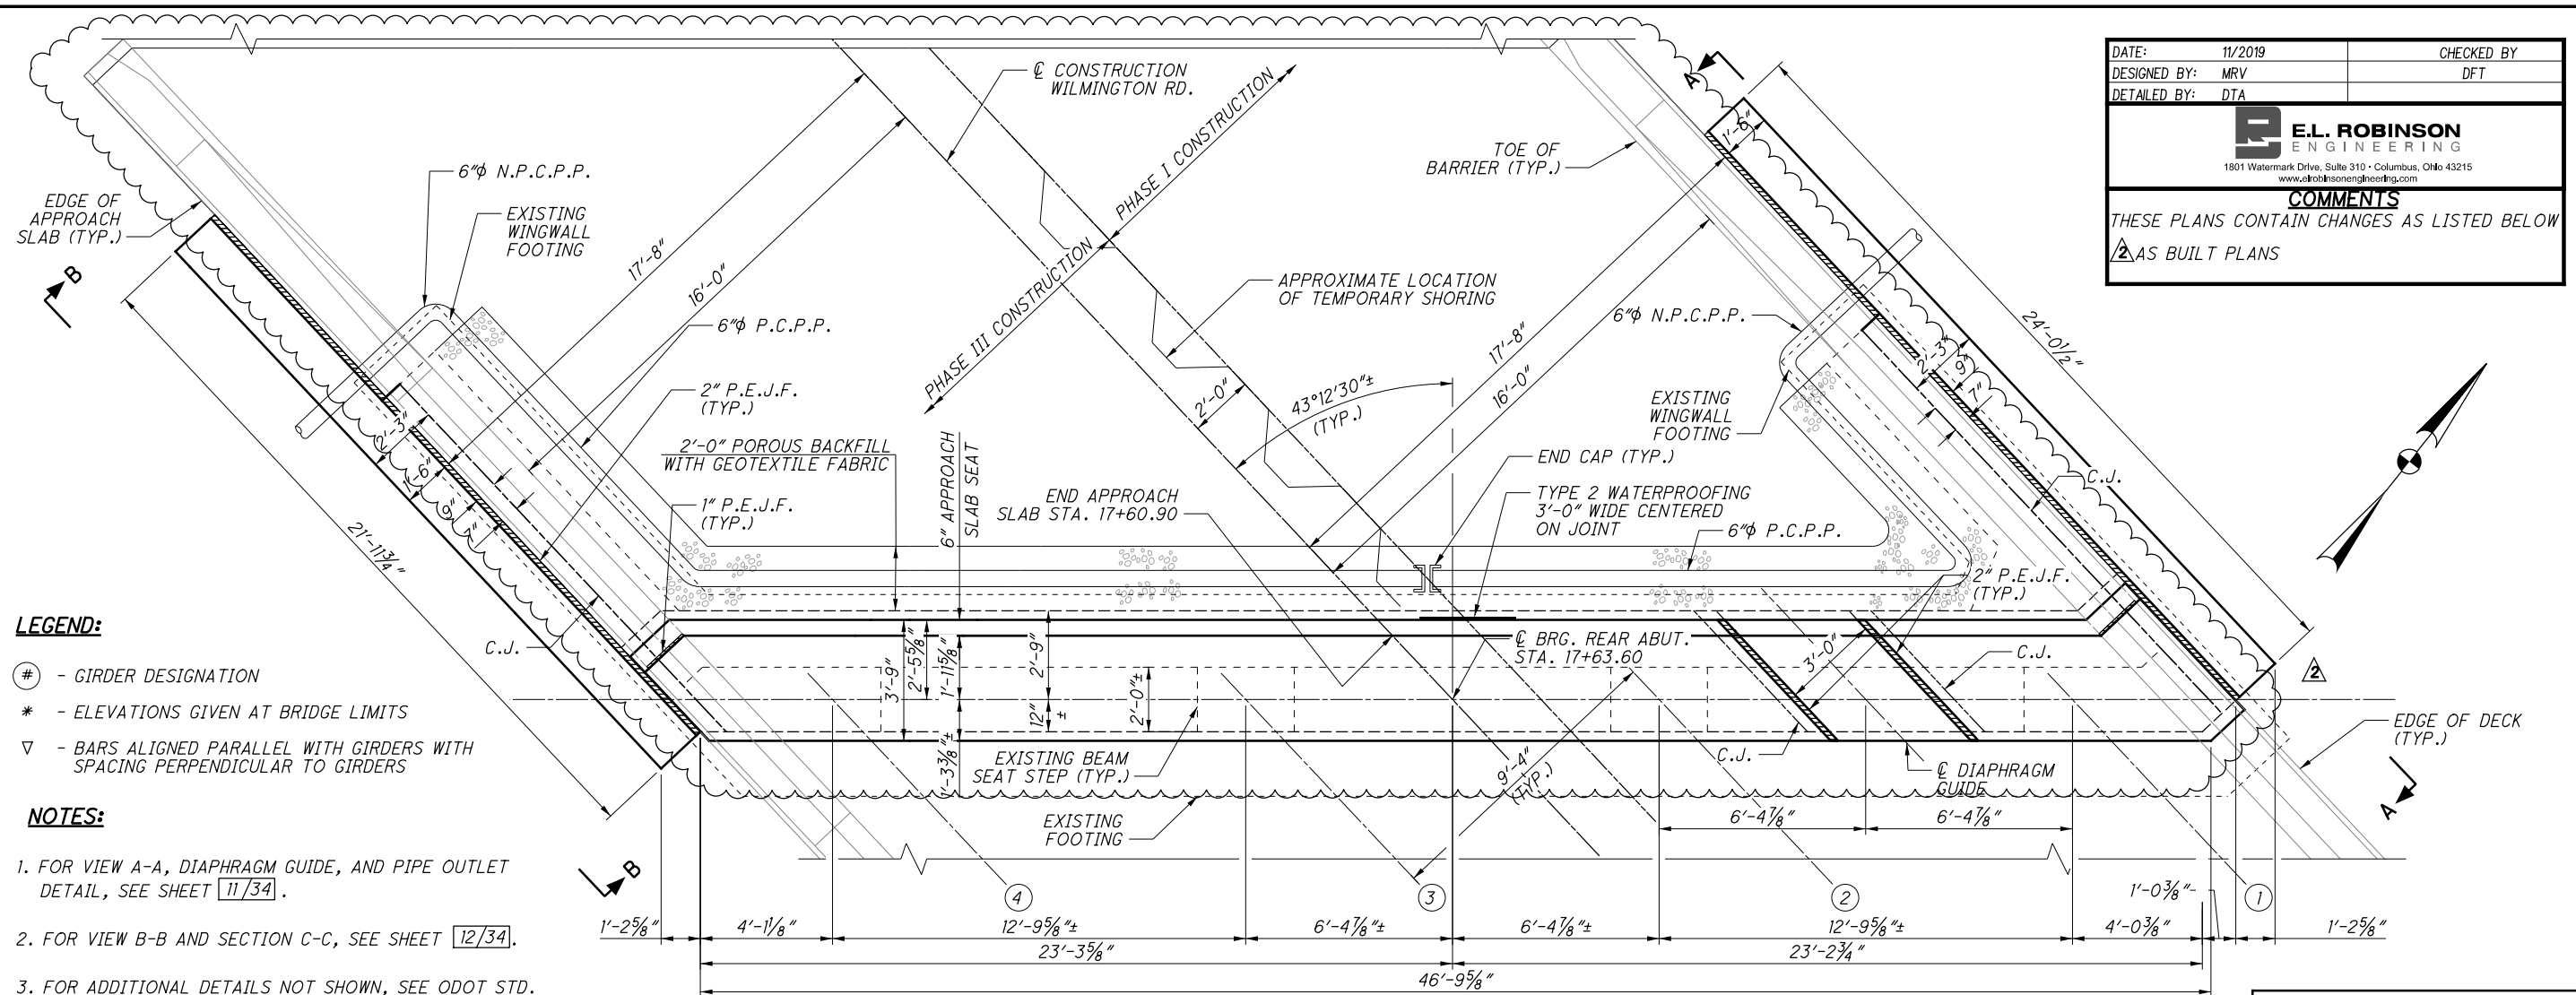 DATE: 11/2019 CHECKED BY
DESIGNED BY: MRV DFT
DETAILED BY: DTA
E.L. ROBINSON
ENGINEERING
1801 Watermark Drive, Suite 310 • Columbus, Ohio 43215
www.elrobinsonengineering.com
COMMENTS
THESE PLANS CONTAIN CHANGES AS LISTED BELOW
2 AS BUILT PLANS
℄ CONSTRUCTION
WILMINGTON RD.
PHASE I CONSTRUCTION
PHASE III CONSTRUCTION
TOE OF
BARRIER (TYP.)
A
1'-6"
6"ϕ N.P.C.P.P.
EXISTING
WINGWALL
FOOTING
EDGE OF
APPROACH
SLAB (TYP.)
B
17'-8"
16'-0"
6"ϕ P.C.P.P.
APPROXIMATE LOCATION
OF TEMPORARY SHORING
6"ϕ N.P.C.P.P.
17'-8"
16'-0"
24'-0½"
2'-3"
9"
7"
2'-0"
43°12'30"±
(TYP.)
EXISTING
WINGWALL
FOOTING
2" P.E.J.F.
(TYP.)
2'-0" POROUS BACKFILL
WITH GEOTEXTILE FABRIC
6" APPROACH
SLAB SEAT
END CAP (TYP.)
END APPROACH
SLAB STA. 17+60.90
TYPE 2 WATERPROOFING
3'-0" WIDE CENTERED
ON JOINT
6"ϕ P.C.P.P.
C.J.
2'-3"
1'-6"
9"
7"
1" P.E.J.F.
(TYP.)
21'-11¾"
2" P.E.J.F.
(TYP.)
LEGEND:
# - GIRDER DESIGNATION
* - ELEVATIONS GIVEN AT BRIDGE LIMITS
∇ - BARS ALIGNED PARALLEL WITH GIRDERS WITH
SPACING PERPENDICULAR TO GIRDERS
C.J.
3'-9"
2'-5⅝"
1'-11⅝"
2'-9"
12"
±
2'-0"±
1'-3⅜"±
℄ BRG. REAR ABUT.
STA. 17+63.60
3'-0"
C.J.
2
EDGE OF DECK
(TYP.)
EXISTING BEAM
SEAT STEP (TYP.)
9'-4"
(TYP.)
C.J.
℄ DIAPHRAGM
GUIDE
A
EXISTING
FOOTING
6'-4⅞" 6'-4⅞"
NOTES:
1. FOR VIEW A-A, DIAPHRAGM GUIDE, AND PIPE OUTLET
DETAIL, SEE SHEET 11/34.
B
4 3 2 1
1'-0⅜"
2. FOR VIEW B-B AND SECTION C-C, SEE SHEET 12/34.
1'-2⅝" 4'-1⅛" 12'-9⅝"± 6'-4⅞"± 6'-4⅞"± 12'-9⅝"± 4'-0⅜" 1'-2⅝"
23'-3⅝" 23'-2¾"
46'-9⅝"
3. FOR ADDITIONAL DETAILS NOT SHOWN, SEE ODOT STD.